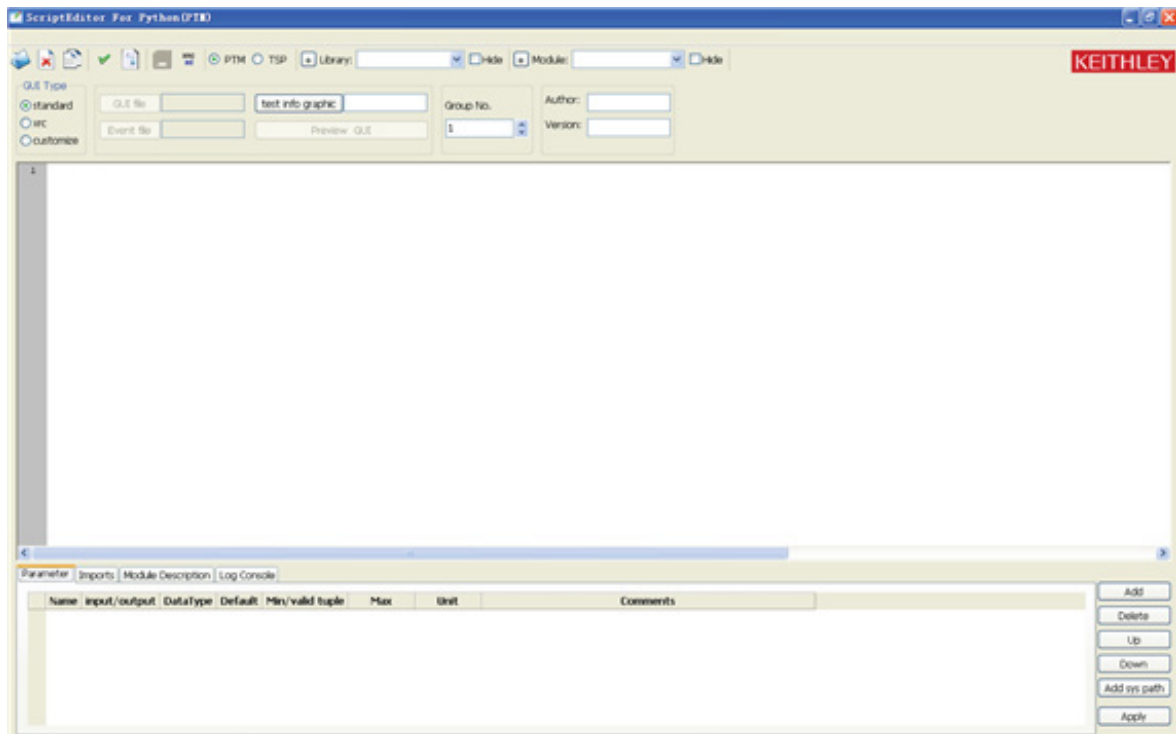 ScriptEditor For Python(PTM)
PTM TSP + Library: Hide + Module: Hide
KEITHLEY
GUI Type
standard
xrc
customize
GUI file
Event file
test info graphic
Preview GUI
Group No.
1
Author:
Version:
1
Parameter Imports Module Description Log Console
Name input/output DataType Default Min/valid tuple Max Unit Comments
Add
Delete
Up
Down
Add sys path
Apply